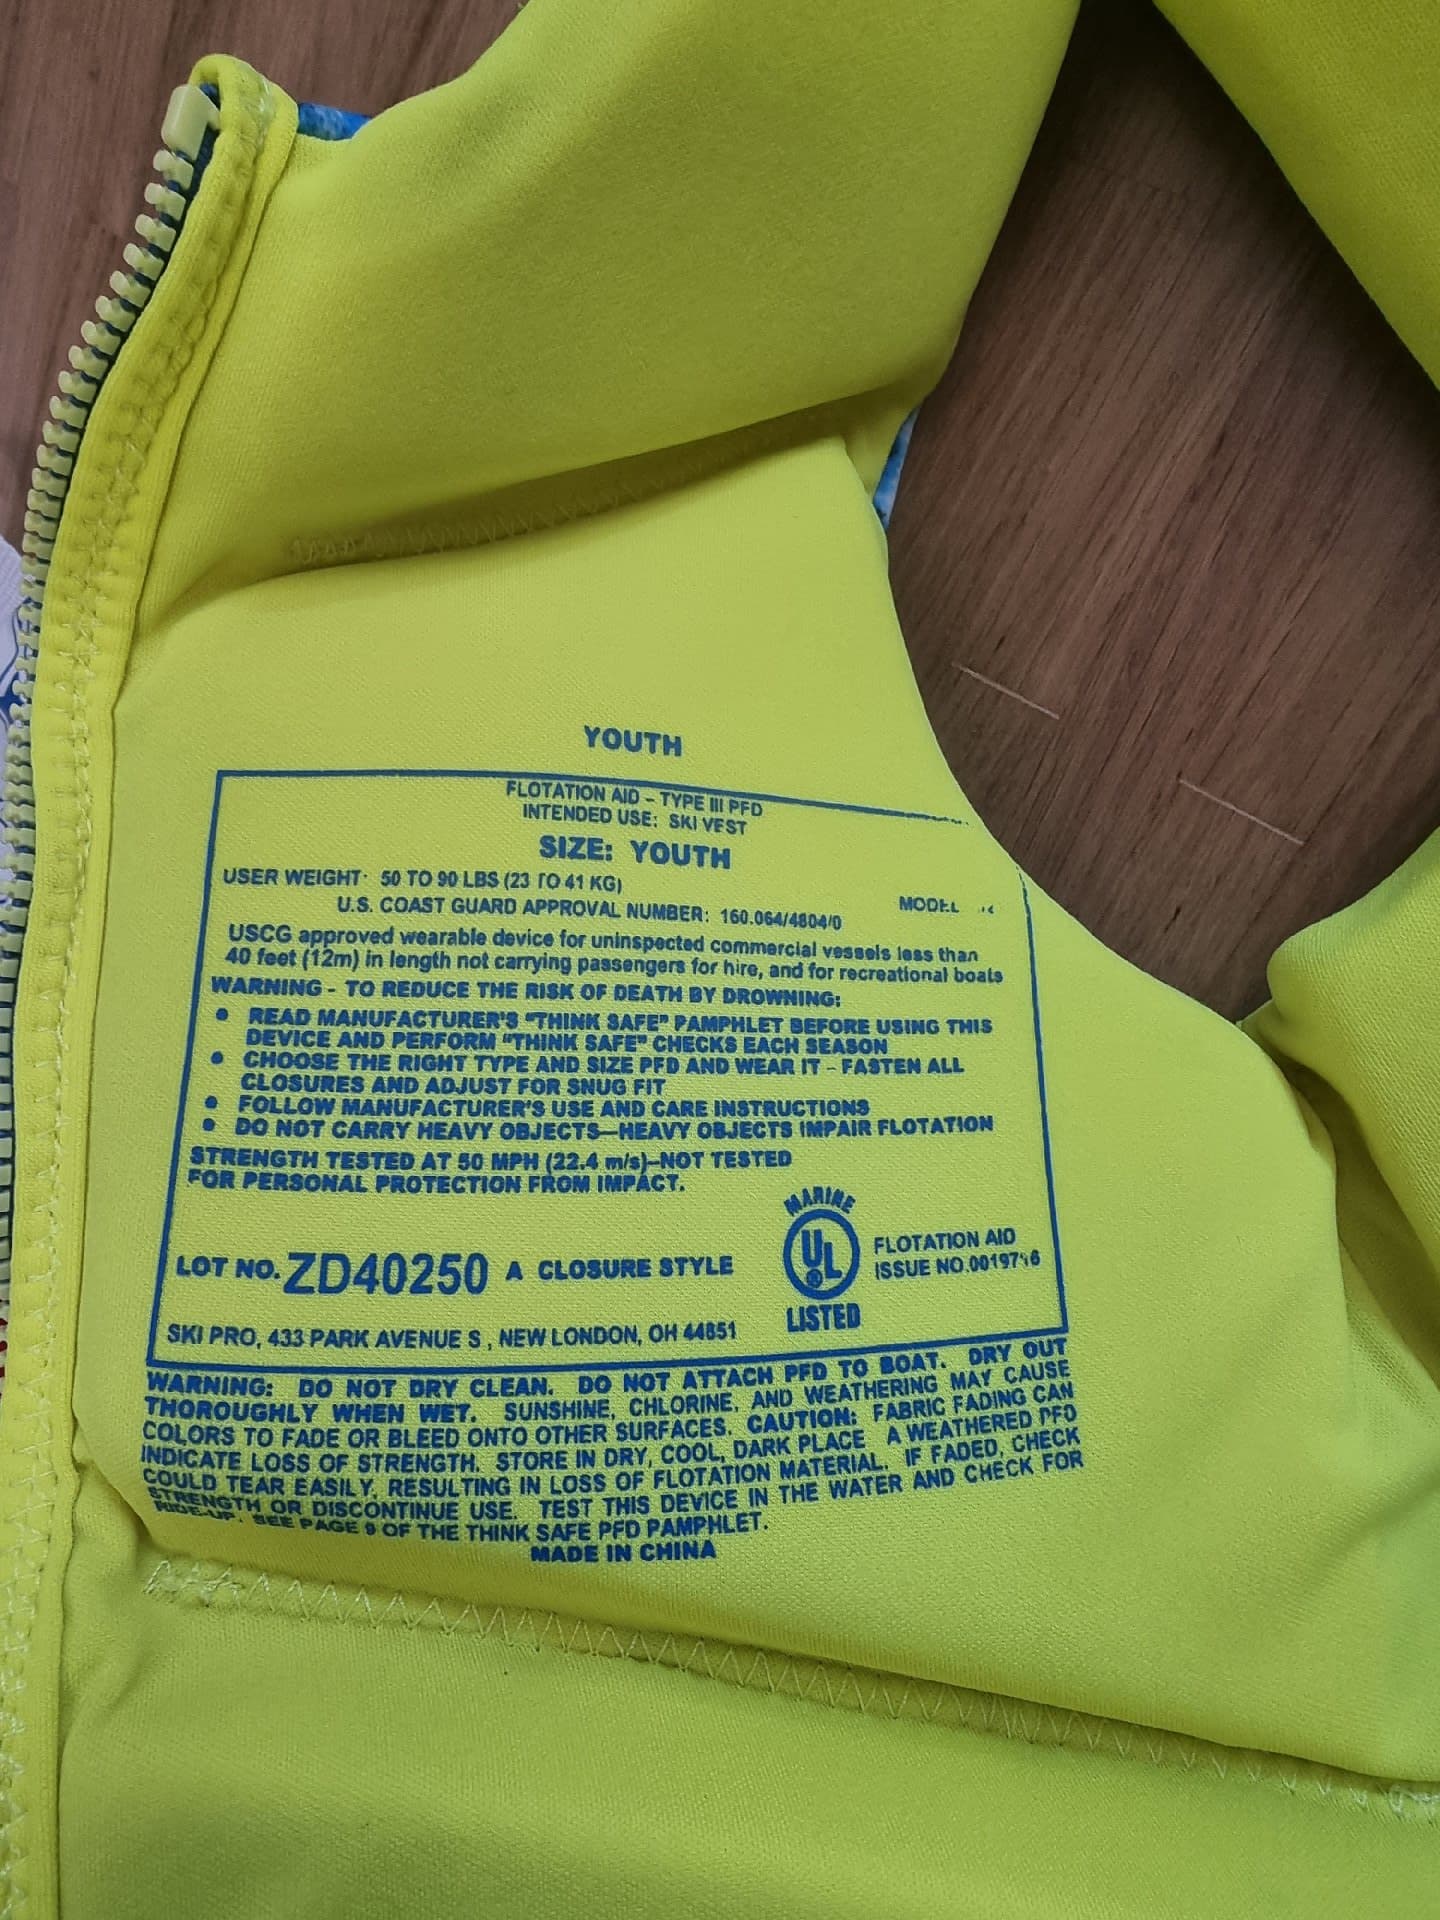 YOUTH
FLOTATION AID – TYPE III PFD
INTENDED USE: SKI VEST
SIZE: YOUTH
USER WEIGHT: 50 TO 90 LBS (23 TO 41 KG)
MODEL
U.S. COAST GUARD APPROVAL NUMBER: 160.064/4804/0
USCG approved wearable device for uninspected commercial vessels less than
40 feet (12m) in length not carrying passengers for hire, and for recreational boats
WARNING - TO REDUCE THE RISK OF DEATH BY DROWNING:
• READ MANUFACTURER'S "THINK SAFE" PAMPHLET BEFORE USING THIS
DEVICE AND PERFORM "THINK SAFE" CHECKS EACH SEASON
• CHOOSE THE RIGHT TYPE AND SIZE PFD AND WEAR IT – FASTEN ALL
CLOSURES AND ADJUST FOR SNUG FIT
• FOLLOW MANUFACTURER'S USE AND CARE INSTRUCTIONS
• DO NOT CARRY HEAVY OBJECTS—HEAVY OBJECTS IMPAIR FLOTATION
STRENGTH TESTED AT 50 MPH (22.4 m/s)–NOT TESTED
FOR PERSONAL PROTECTION FROM IMPACT.
MARINE
UL®
LISTED
FLOTATION AID
ISSUE NO.
LOT NO. ZD40250 A CLOSURE STYLE
SKI PRO, 433 PARK AVENUE S, NEW LONDON, OH 44851
WARNING: DO NOT DRY CLEAN. DO NOT ATTACH PFD TO BOAT. DRY OUT
THOROUGHLY WHEN WET. SUNSHINE, CHLORINE, AND WEATHERING MAY CAUSE
COLORS TO FADE OR BLEED ONTO OTHER SURFACES. CAUTION: FABRIC FADING CAN
INDICATE LOSS OF STRENGTH. STORE IN DRY, COOL, DARK PLACE A WEATHERED PFD
COULD TEAR EASILY, RESULTING IN LOSS OF FLOTATION MATERIAL. IF FADED, CHECK
STRENGTH OR DISCONTINUE USE. TEST THIS DEVICE IN THE WATER AND CHECK FOR
RIDE-UP. SEE PAGE 9 OF THE THINK SAFE PFD PAMPHLET.
MADE IN CHINA